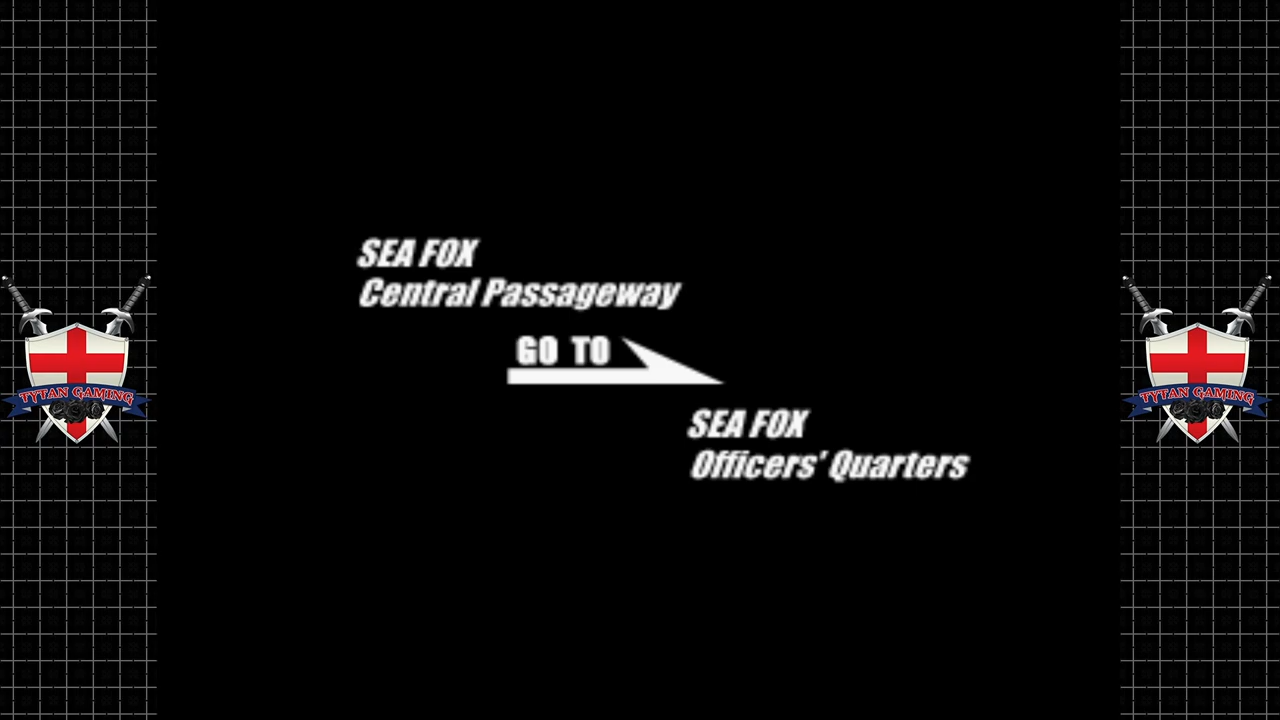 SEA FOX
Central Passageway
GO TO
SEA FOX
Officers' Quarters
TYTAN GAMING
TYTAN GAMING